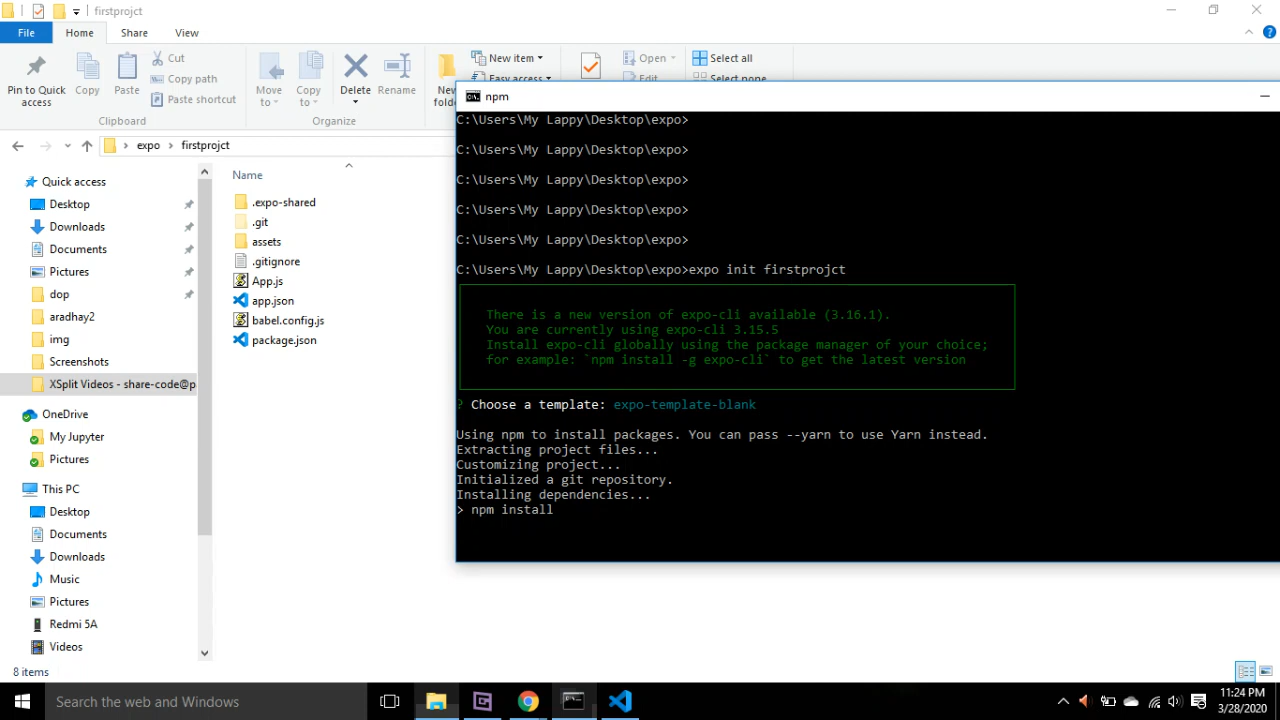 firstprojct
File
Home
Share
View
Pin to Quick
access
Copy
Paste
Cut
Copy path
Paste shortcut
Clipboard
Move
to
Copy
to
Delete
Rename
Organize
New
New item
Easy access
Open
Edit
Select all
Select none
expo > firstprojct
Quick access
Desktop
Downloads
Documents
Pictures
dop
aradhay2
img
Screenshots
XSplit Videos - share-code@p
OneDrive
My Jupyter
Pictures
This PC
Desktop
Documents
Downloads
Music
Pictures
Redmi 5A
Videos
Name
.expo-shared
.git
assets
.gitignore
App.js
app.json
babel.config.js
package.json
8 items
npm
C:\Users\My Lappy\Desktop\expo>
C:\Users\My Lappy\Desktop\expo>
C:\Users\My Lappy\Desktop\expo>
C:\Users\My Lappy\Desktop\expo>
C:\Users\My Lappy\Desktop\expo>
C:\Users\My Lappy\Desktop\expo>expo init firstprojct
There is a new version of expo-cli available (3.16.1).
You are currently using expo-cli 3.15.5
Install expo-cli globally using the package manager of your choice;
for example: `npm install -g expo-cli` to get the latest version
? Choose a template: expo-template-blank
Using npm to install packages. You can pass --yarn to use Yarn instead.
Extracting project files...
Customizing project...
Initialized a git repository.
Installing dependencies...
> npm install
Search the web and Windows
11:24 PM
3/28/2020